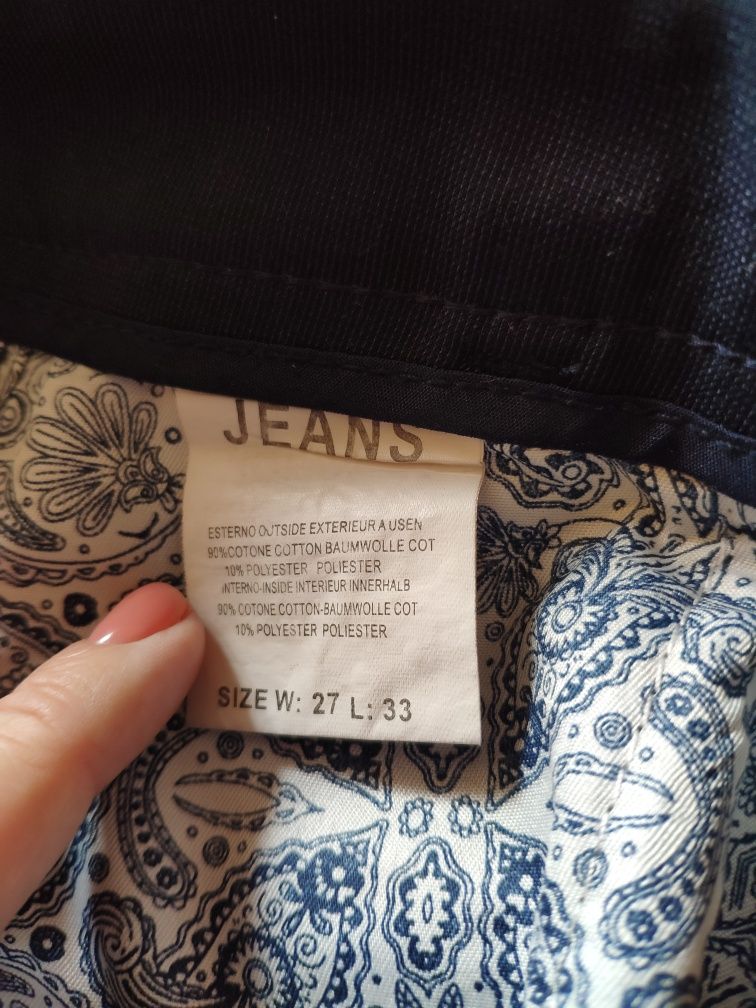 JEANS
ESTERNO OUTSIDE EXTERIEUR A USEN
90%COTONE COTTON BAUMWOLLE COT
10% POLYESTER POLIESTER
INTERNO-INSIDE INTERIEUR INNERHALB
90% COTONE COTTON-BAUMWOLLE COT
10% POLYESTER POLIESTER
SIZE W: 27 L: 33